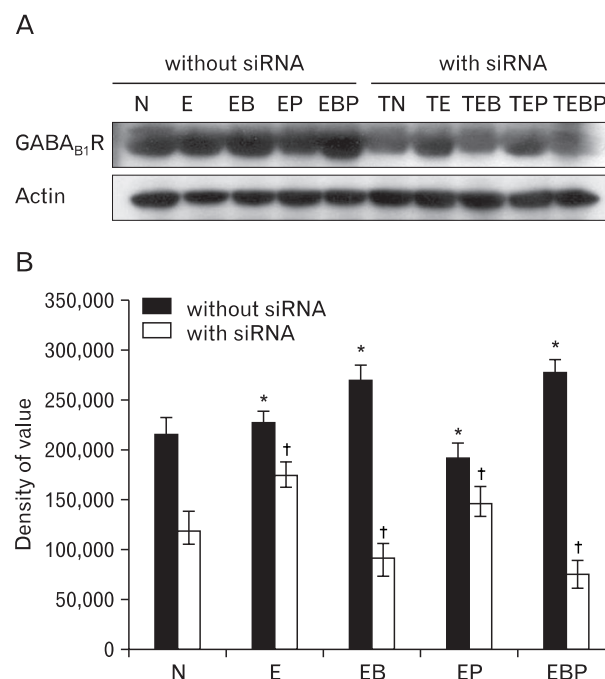 A
without siRNA with siRNA
N E EB EP EBP TN TE TEB TEP TEBP
GABA_B1R
Actin
B
350,000
300,000
250,000
200,000
150,000
100,000
50,000
0
Density of value
without siRNA
with siRNA
* * * *
† † † †
N E EB EP EBP